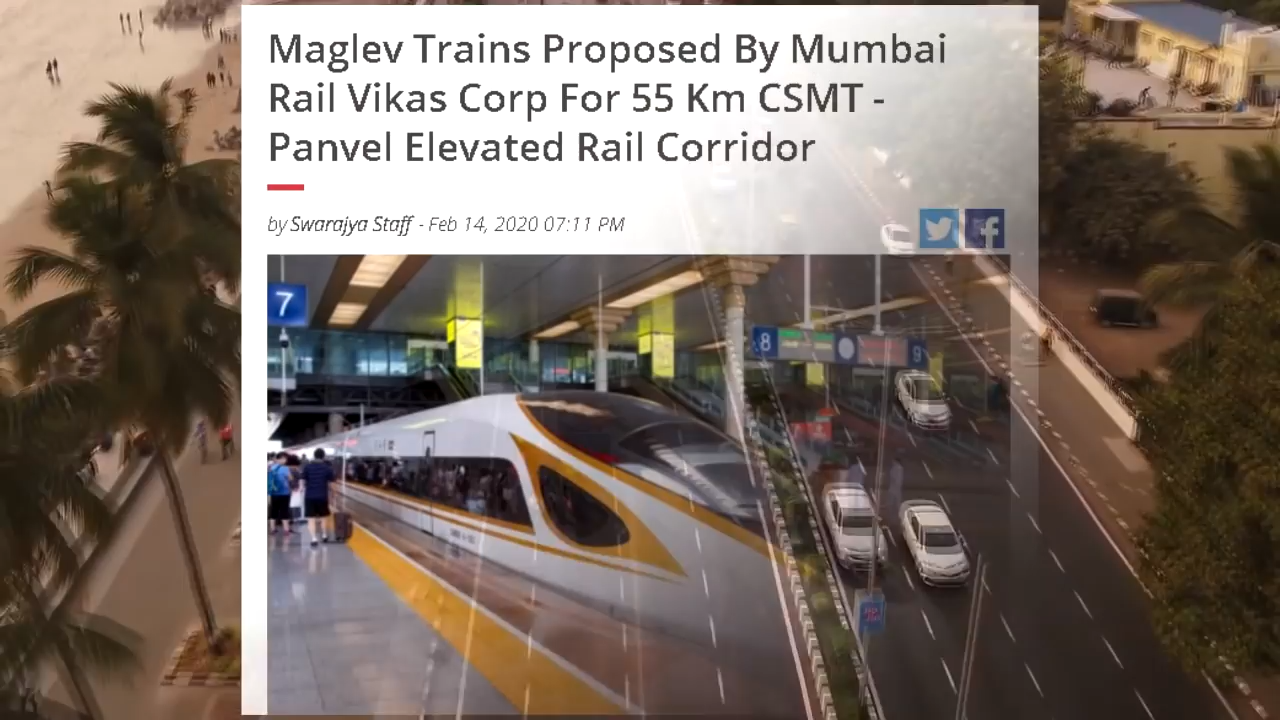 Maglev Trains Proposed By Mumbai
Rail Vikas Corp For 55 Km CSMT -
Panvel Elevated Rail Corridor
by Swarajya Staff - Feb 14, 2020 07:11 PM
7
8
9